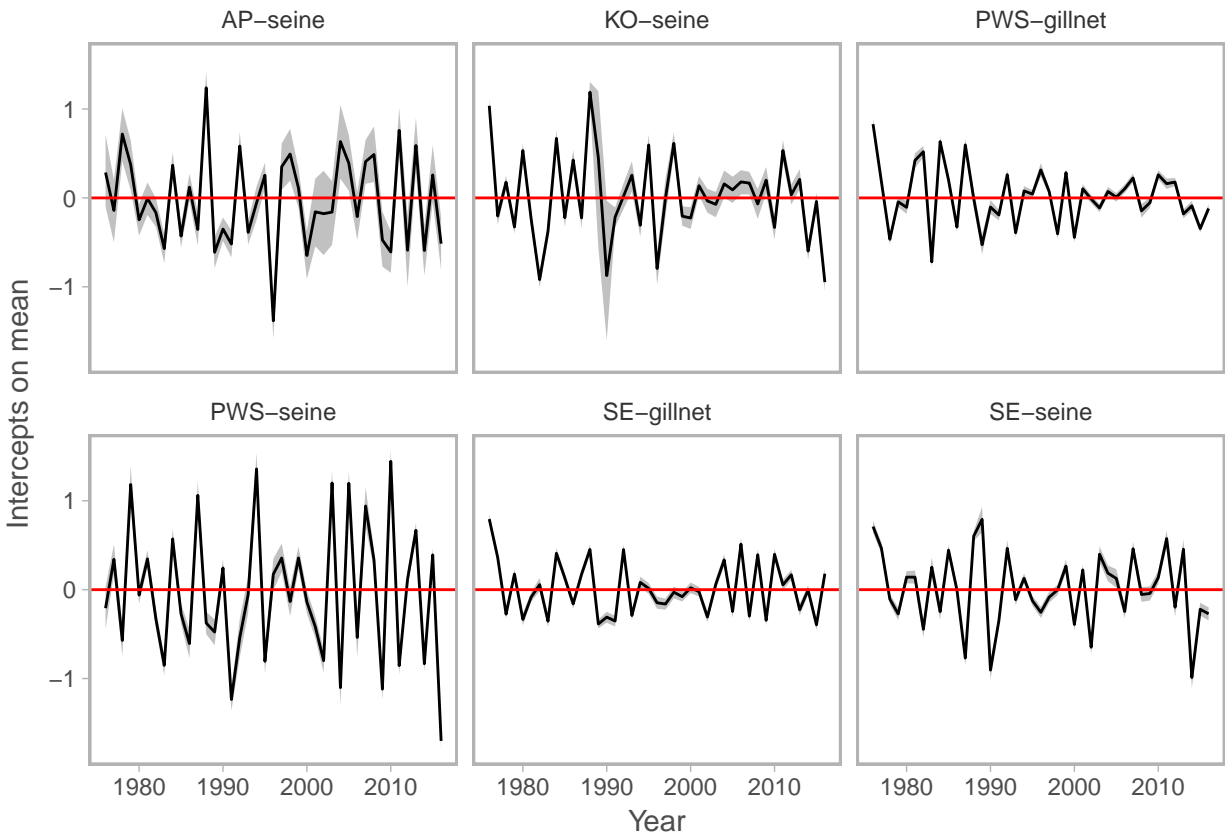 AP−seine
KO−seine
PWS−gillnet
1
0
−1
PWS−seine
SE−gillnet
SE−seine
1
0
−1
1980 1990 2000 2010
1980 1990 2000 2010
1980 1990 2000 2010
Intercepts on mean
Year